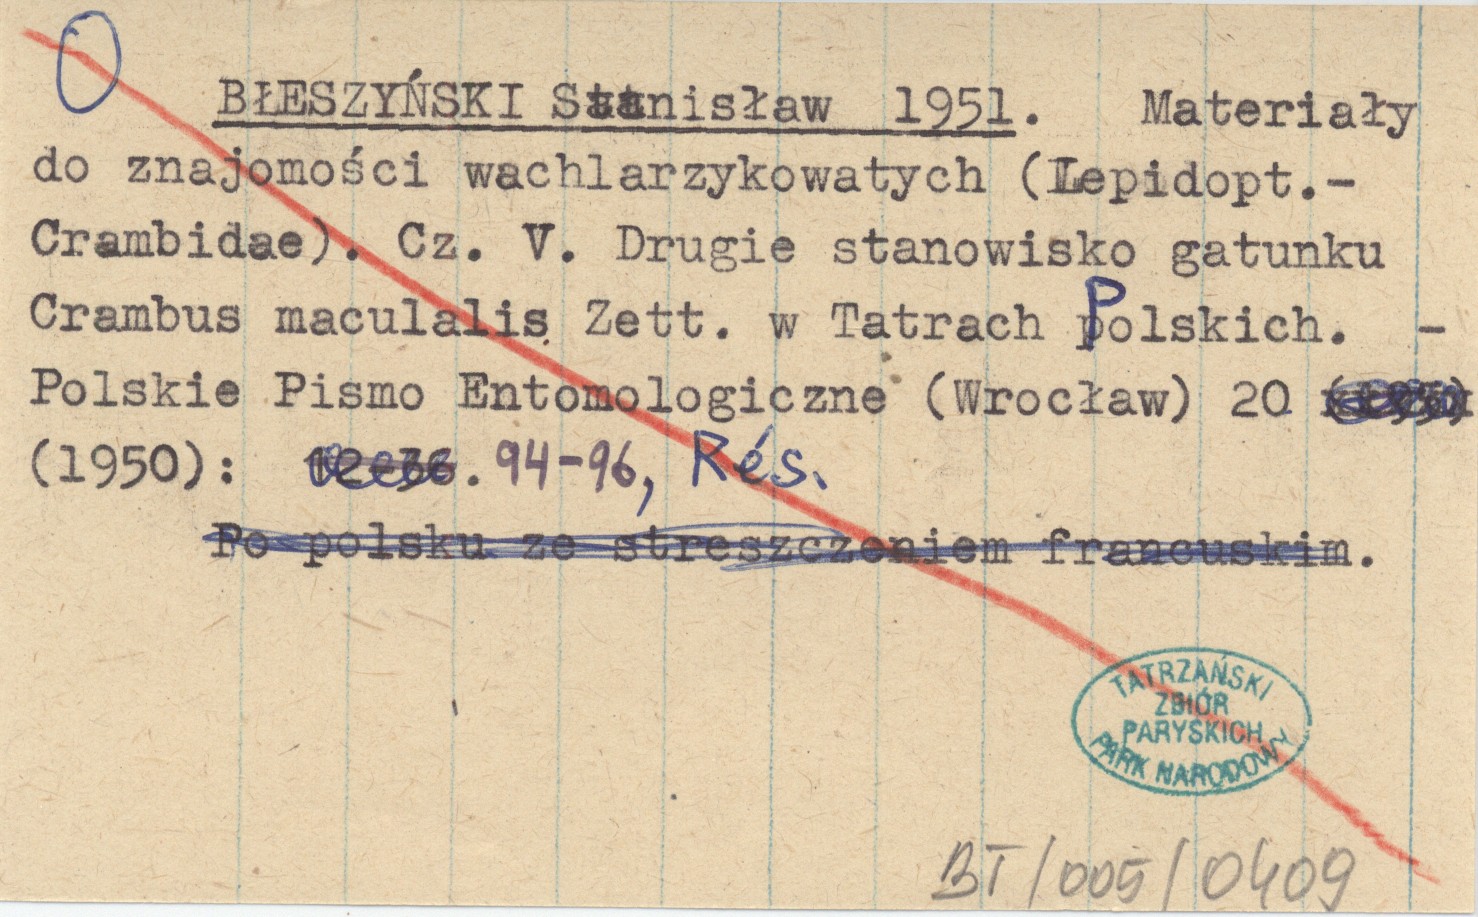 BŁESZYŃSKI Stanisław 1951. Materiały
do znajomości wachlarzykowatych (Lepidopt.-
Crambidae). Cz. V. Drugie stanowisko gatunku
Crambus maculalis Zett. w Tatrach Polskich. -
Polskie Pismo Entomologiczne (Wrocław) 20
(1950): 12-36. 94-96, Rés.
Po polsku ze streszczeniem francuskim.
TATRZAŃSKI
ZBIÓR
PARYSKICH
PARK NARODOWY
BT/005/0409